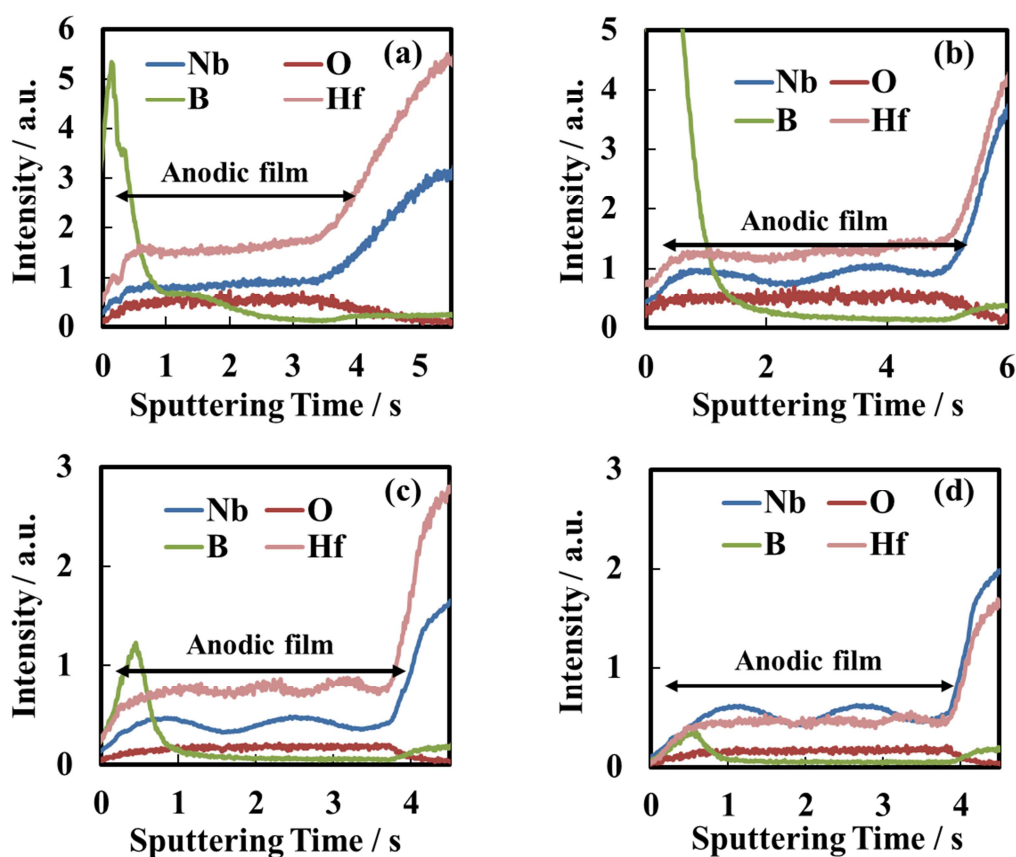 (a)
Nb O
B Hf
Anodic film
Intensity / a.u.
6
5
4
3
2
1
0
0 1 2 3 4 5
Sputtering Time / s
(b)
Nb O
B Hf
Anodic film
Intensity / a.u.
5
4
3
2
1
0
0 2 4 6
Sputtering Time / s
(c)
Nb O
B Hf
Anodic film
Intensity / a.u.
3
2
1
0
0 1 2 3 4
Sputtering Time / s
(d)
Nb O
B Hf
Anodic film
Intensity / a.u.
3
2
1
0
0 1 2 3 4
Sputtering Time / s